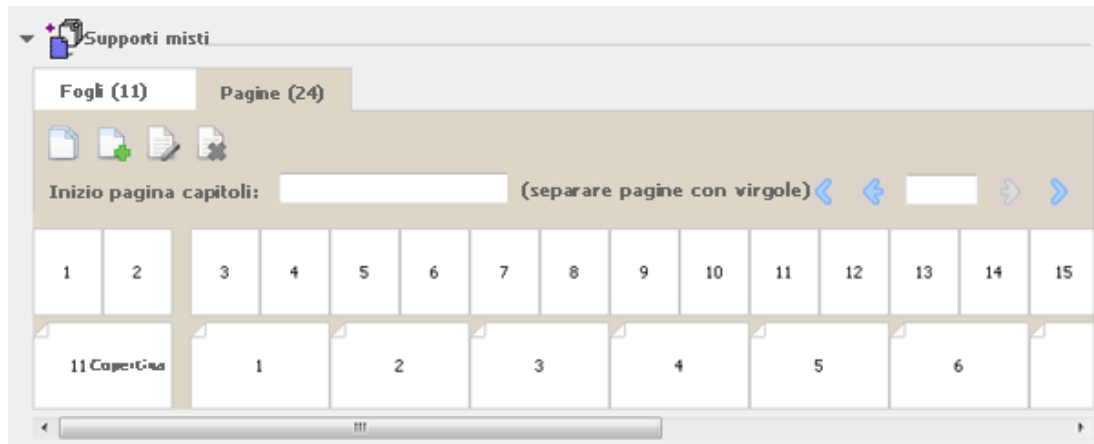 Supporti misti
Fogli (11) Pagine (24)
Inizio pagina capitoli: (separare pagine con virgole)
1 2 3 4 5 6 7 8 9 10 11 12 13 14 15
11 Copertina 1 2 3 4 5 6